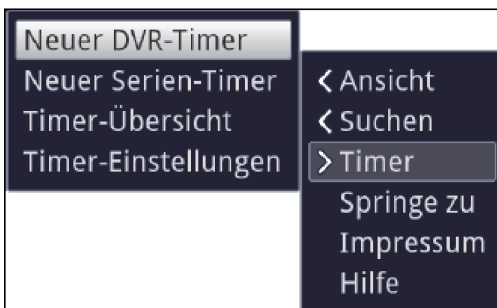 Neuer DVR-Timer
Neuer Serien-Timer
Timer-Übersicht
Timer-Einstellungen
< Ansicht
< Suchen
> Timer
Springe zu
Impressum
Hilfe